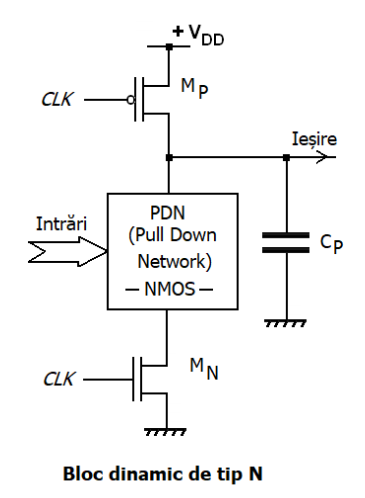 + VDD
CLK
MP
Ieșire
Intrări
PDN
(Pull Down
Network)
— NMOS —
CP
CLK
MN
Bloc dinamic de tip N